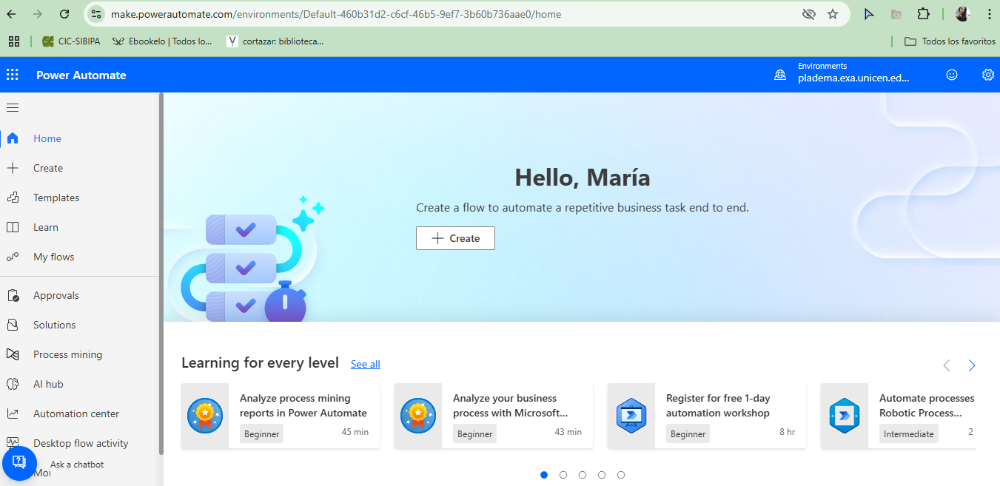 make.powerautomate.com/environments/Default-460b31d2-c6cf-46b5-9ef7-3b60b736aae0/home
CIC-SIBIPA
Ebookelo | Todos lo...
cortazar: biblioteca...
Todos los favoritos
Power Automate
Environments
pladema.exa.unicen.ed...
Home
Create
Templates
Learn
My flows
Approvals
Solutions
Process mining
AI hub
Automation center
Desktop flow activity
Ask a chatbot
Hello, María
Create a flow to automate a repetitive business task end to end.
Create
Learning for every level
See all
Analyze process mining
reports in Power Automate
Beginner
45 min
Analyze your business
process with Microsoft...
Beginner
43 min
Register for free 1-day
automation workshop
Beginner
8 hr
Automate processes
Robotic Process...
Intermediate
2